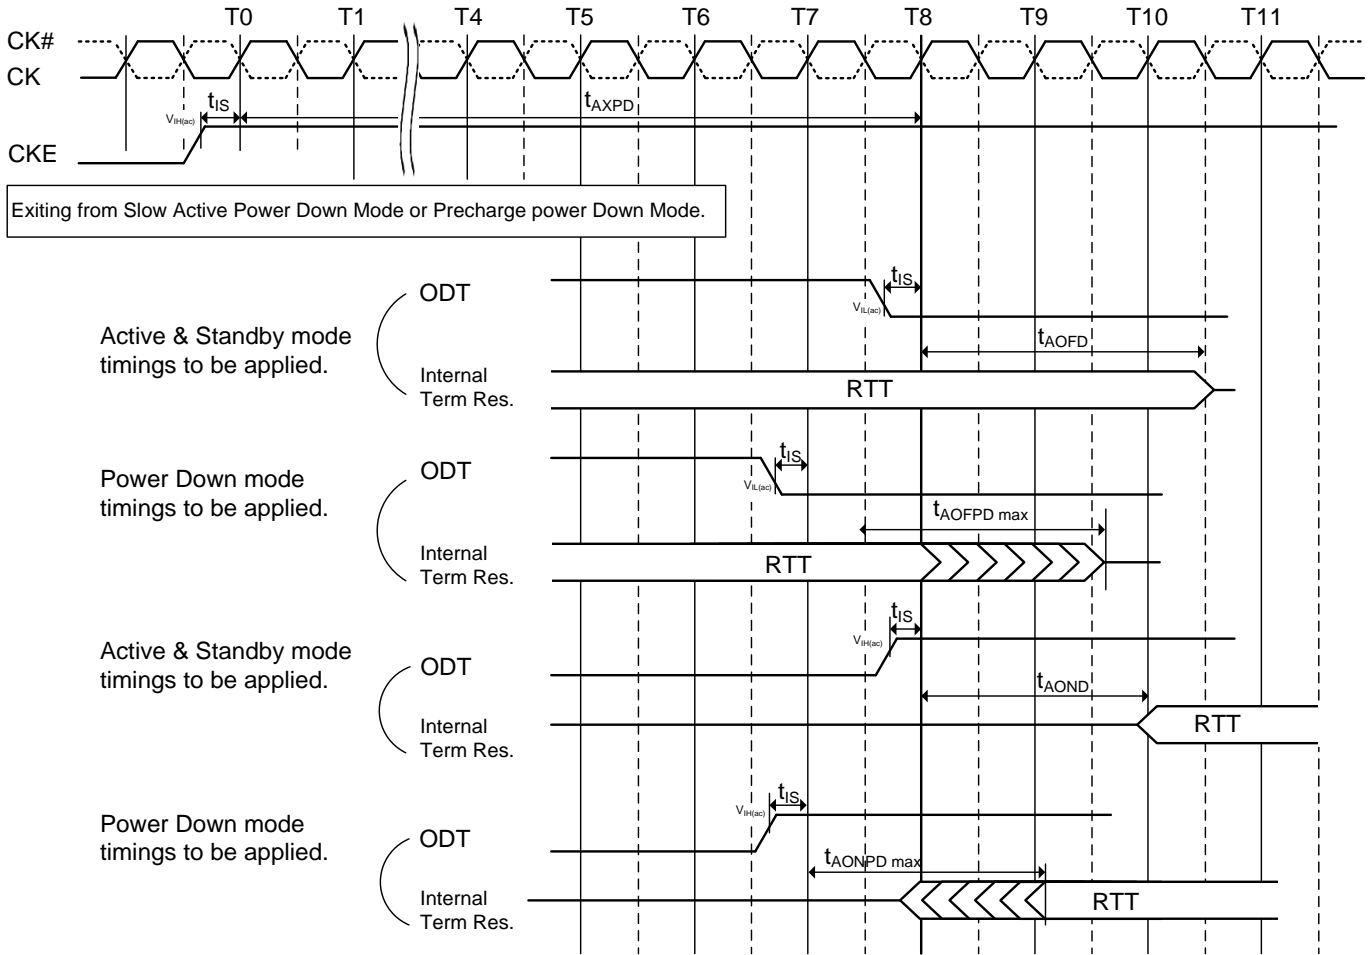 T0 T1 T4 T5 T6 T7 T8 T9 T10 T11
CK#
CK
tIS
tAXPD
VIH(ac)
CKE
Exiting from Slow Active Power Down Mode or Precharge power Down Mode.
ODT
tIS
VIL(ac)
Active & Standby mode
timings to be applied.
tAOFD
Internal
Term Res.
RTT
Power Down mode
timings to be applied.
ODT
tIS
VIL(ac)
tAOFPD max
Internal
Term Res.
RTT
Active & Standby mode
timings to be applied.
ODT
tIS
VIH(ac)
tAOND
Internal
Term Res.
RTT
Power Down mode
timings to be applied.
ODT
tIS
VIH(ac)
tAONPD max
Internal
Term Res.
RTT